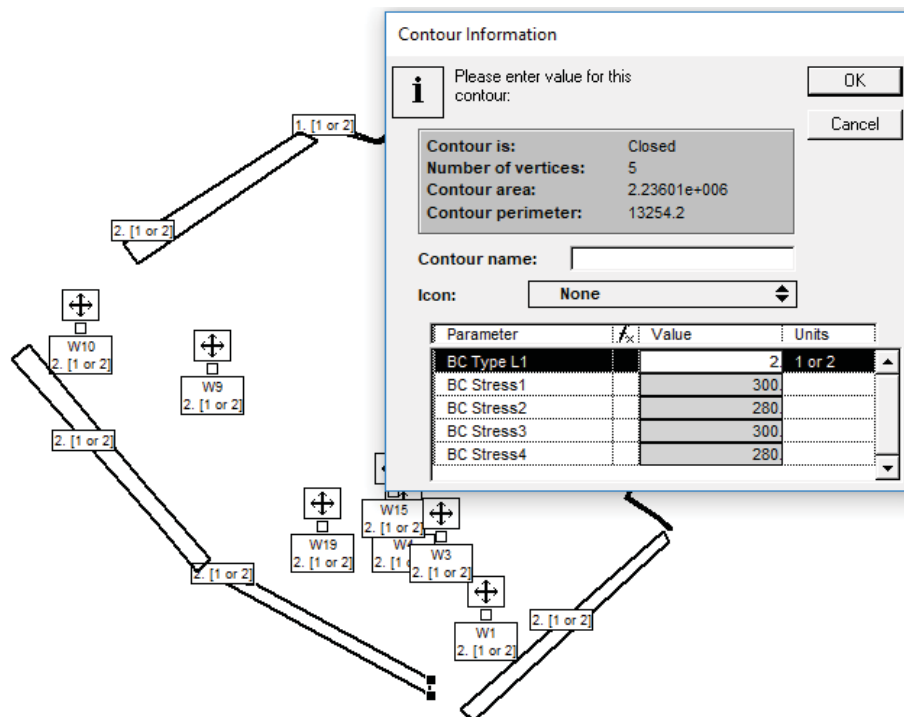 Contour Information
Please enter value for this
contour:
OK
Cancel
Contour is: Closed
Number of vertices: 5
Contour area: 2.23601e+006
Contour perimeter: 13254.2
Contour name:
Icon: None
Parameter fx Value Units
BC Type L1 2. 1 or 2
BC Stress1 300.
BC Stress2 280.
BC Stress3 300.
BC Stress4 280.
1. [1 or 2]
2. [1 or 2]
W10
2. [1 or 2]
W9
2. [1 or 2]
2. [1 or 2]
W15
2. [1 or 2]
W19
2. [1 or 2]
2. [1 o
W3
2. [1 or 2]
2. [1 or 2]
W1
2. [1 or 2]
2. [1 or 2]